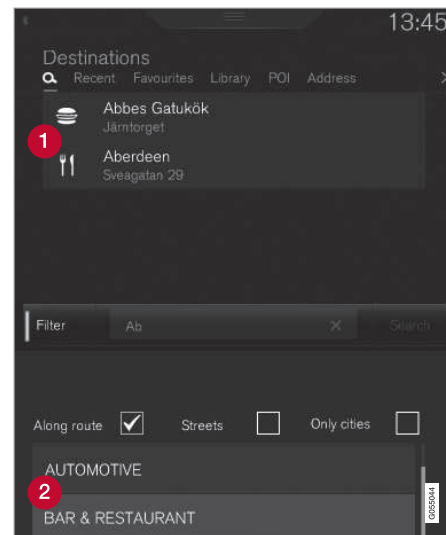 13:45
Destinations
Recent Favourites Library POI Address
Abbes Gatukök
Järntorget
1
Aberdeen
Sveagatan 29
Filter Ab Search
Along route Streets Only cities
AUTOMOTIVE
2
BAR & RESTAURANT
G055044